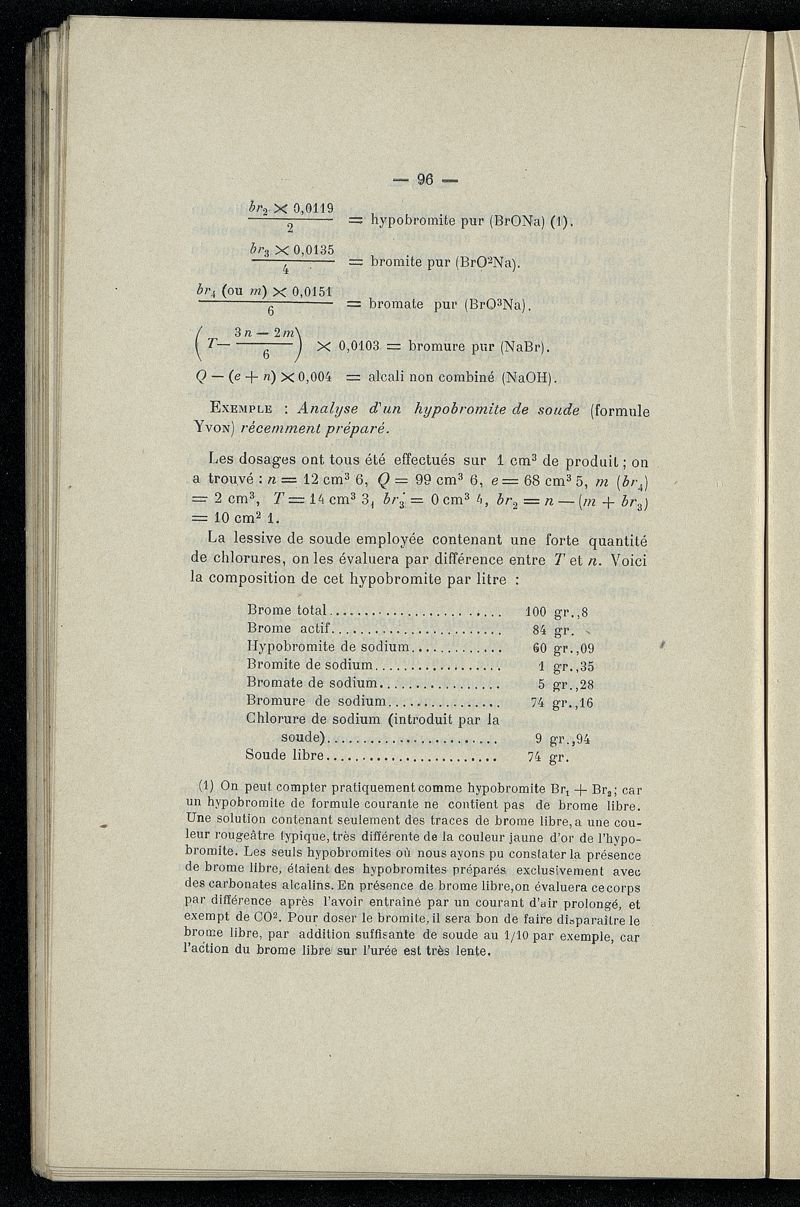 — 96 —
br₂ × 0,0119
2
= hypobromite pur (BrONa) (1).
br₃ × 0,0135
4
= bromite pur (BrO²Na).
br₄ (ou m) × 0,0151
6
= bromate pur (BrO³Na).
( T— 3n — 2m / 6 ) × 0,0103 = bromure pur (NaBr).
Q — (e + n) × 0,004 = alcali non combiné (NaOH).
EXEMPLE : Analyse d'un hypobromite de soude (formule
YVON) récemment préparé.
Les dosages ont tous été effectués sur 1 cm³ de produit ; on
a trouvé : n = 12 cm³ 6, Q = 99 cm³ 6, e = 68 cm³ 5, m (br₄)
= 2 cm³, T = 14 cm³ 3, br₃ = 0 cm³ 4, br₂ = n — (m + br₃)
= 10 cm² 1.
La lessive de soude employée contenant une forte quantité
de chlorures, on les évaluera par différence entre T et n. Voici
la composition de cet hypobromite par litre :
Brome total........................ 100 gr.,8
Brome actif........................ 84 gr.
Hypobromite de sodium............. 60 gr.,09
Bromite de sodium.................. 1 gr.,35
Bromate de sodium................. 5 gr.,28
Bromure de sodium................ 74 gr.,16
Chlorure de sodium (introduit par la
soude)........................ 9 gr.,94
Soude libre........................ 74 gr.
(1) On peut compter pratiquement comme hypobromite Br₁ + Br₂; car
un hypobromite de formule courante ne contient pas de brome libre.
Une solution contenant seulement des traces de brome libre, a une cou-
leur rougeâtre typique, très différente de la couleur jaune d'or de l'hypo-
bromite. Les seuls hypobromites où nous ayons pu constater la présence
de brome libre, étaient des hypobromites préparés exclusivement avec
des carbonates alcalins. En présence de brome libre, on évaluera ce corps
par différence après l'avoir entraîné par un courant d'air prolongé, et
exempt de CO². Pour doser le bromite, il sera bon de faire disparaître le
brome libre, par addition suffisante de soude au 1/10 par exemple, car
l'action du brome libre sur l'urée est très lente.